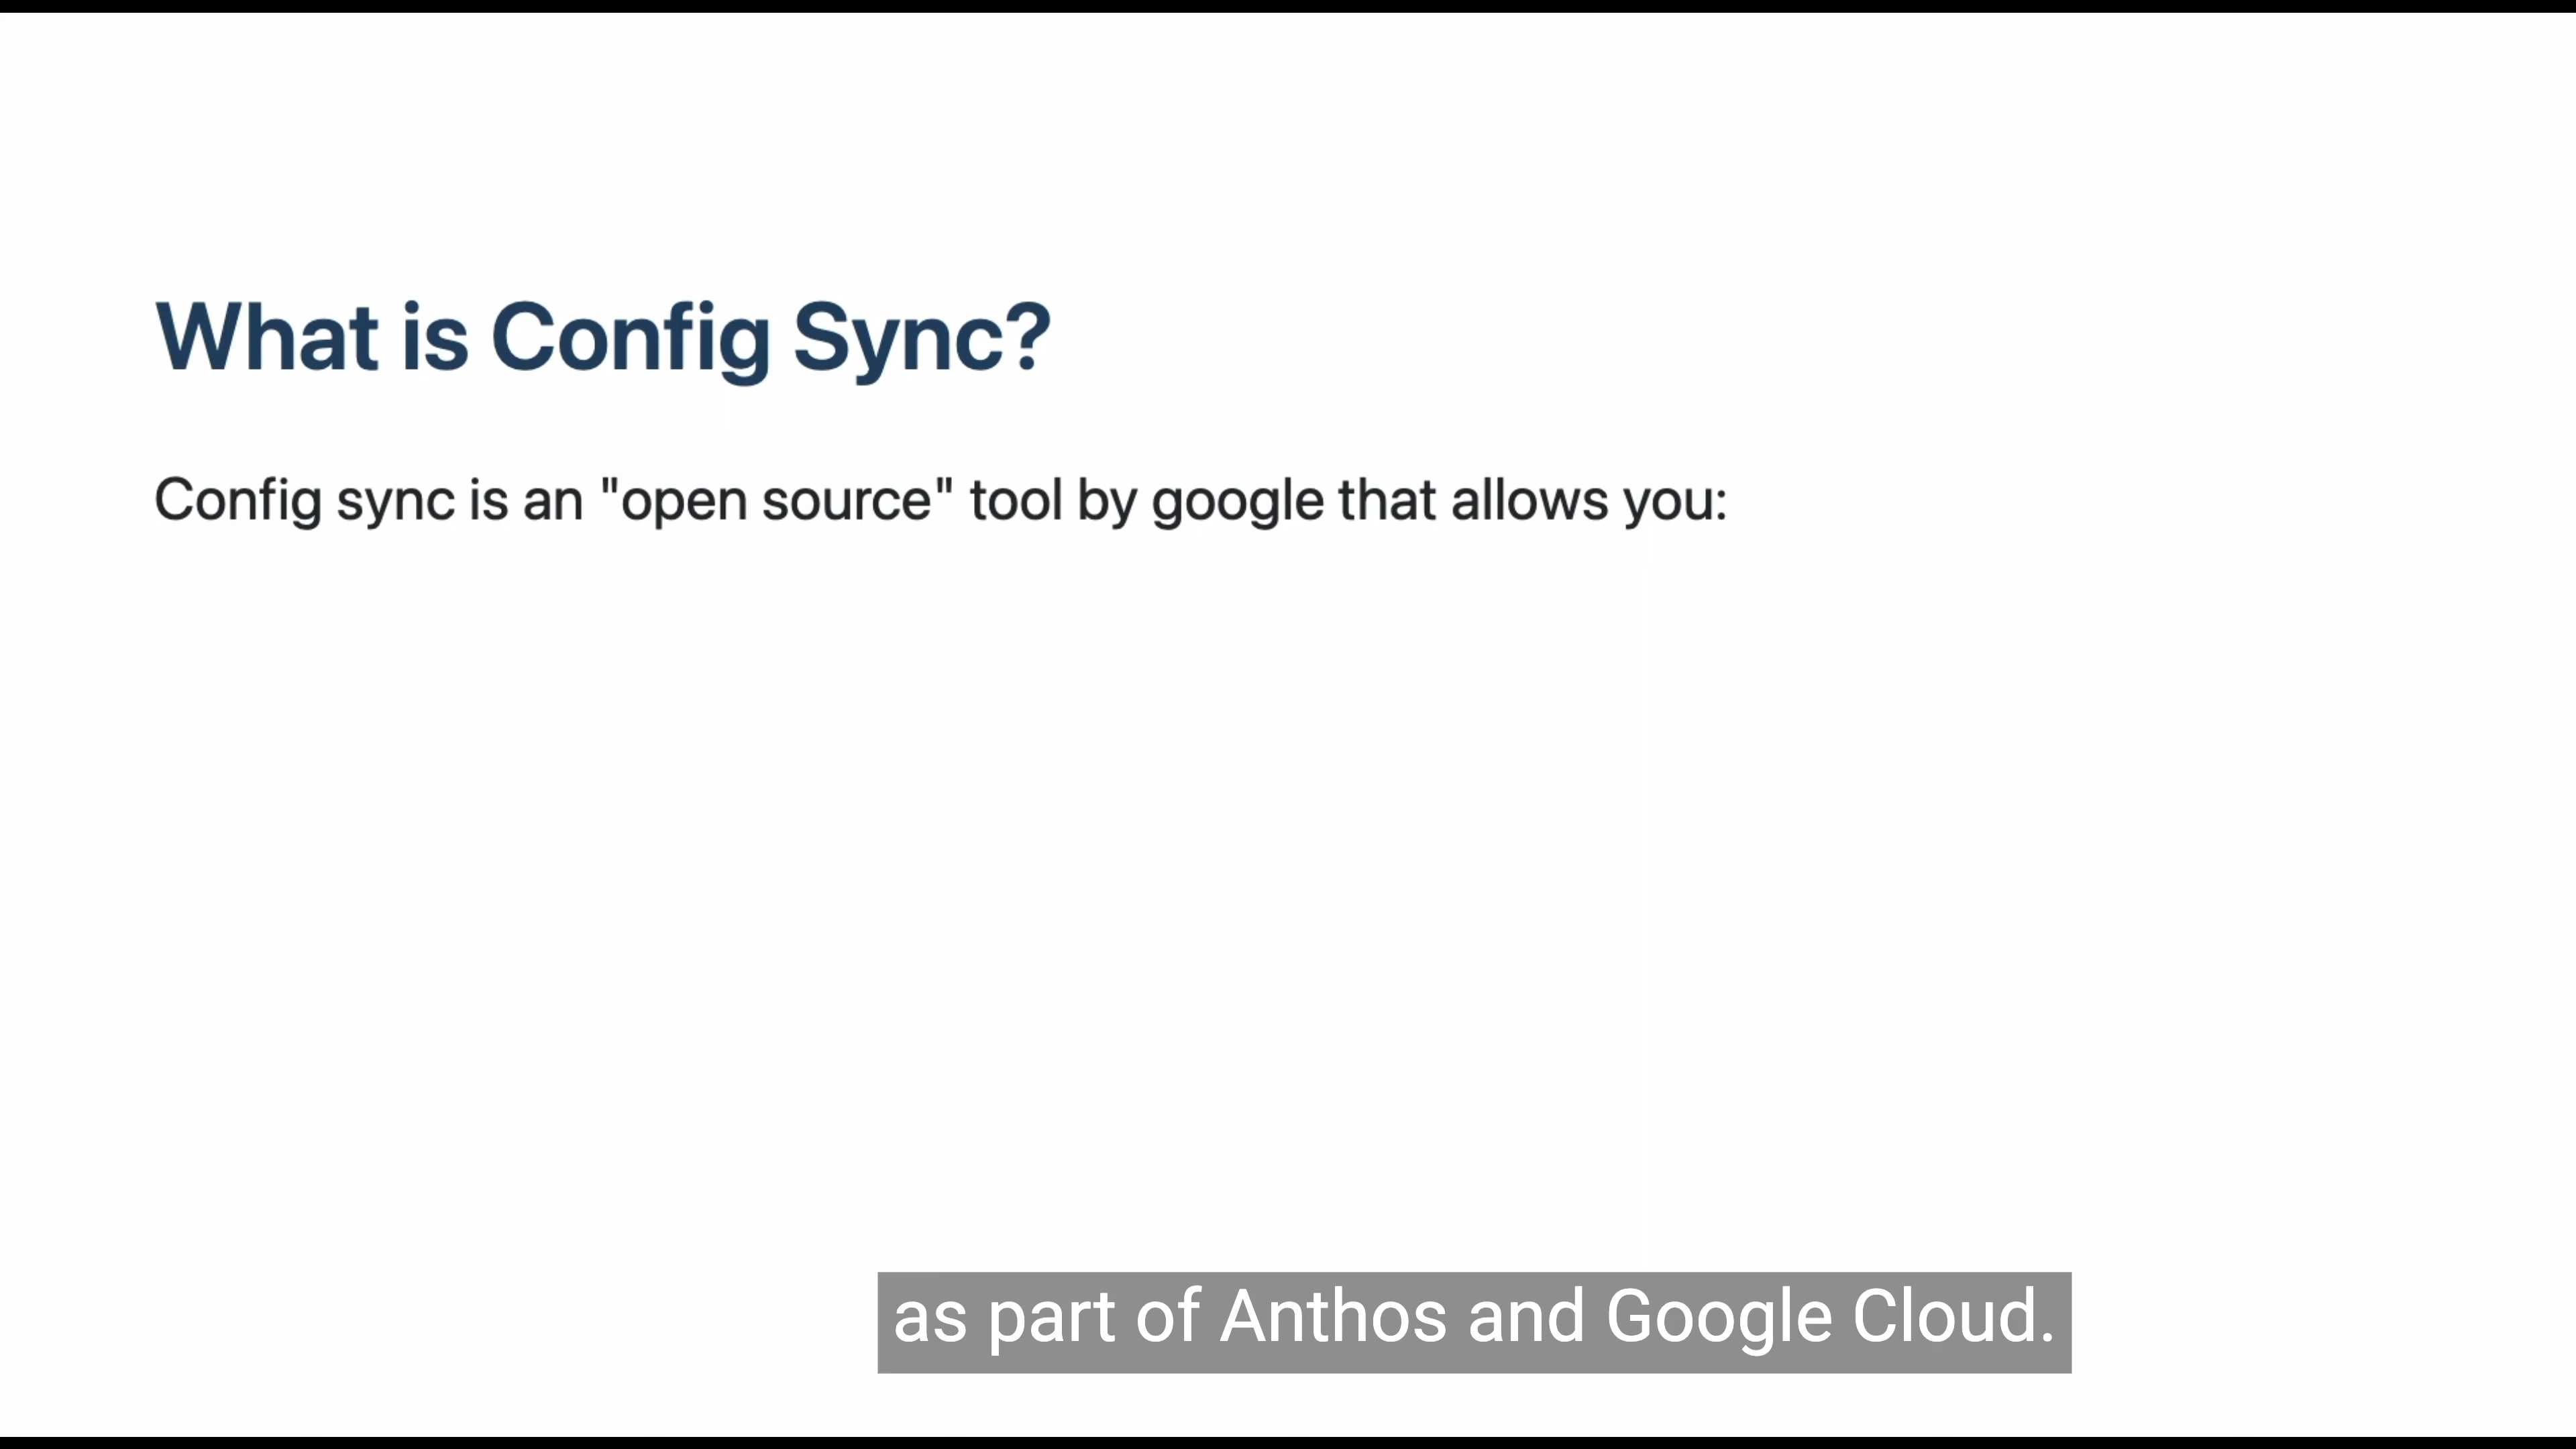 What is Config Sync?
Config sync is an "open source" tool by google that allows you:
as part of Anthos and Google Cloud.